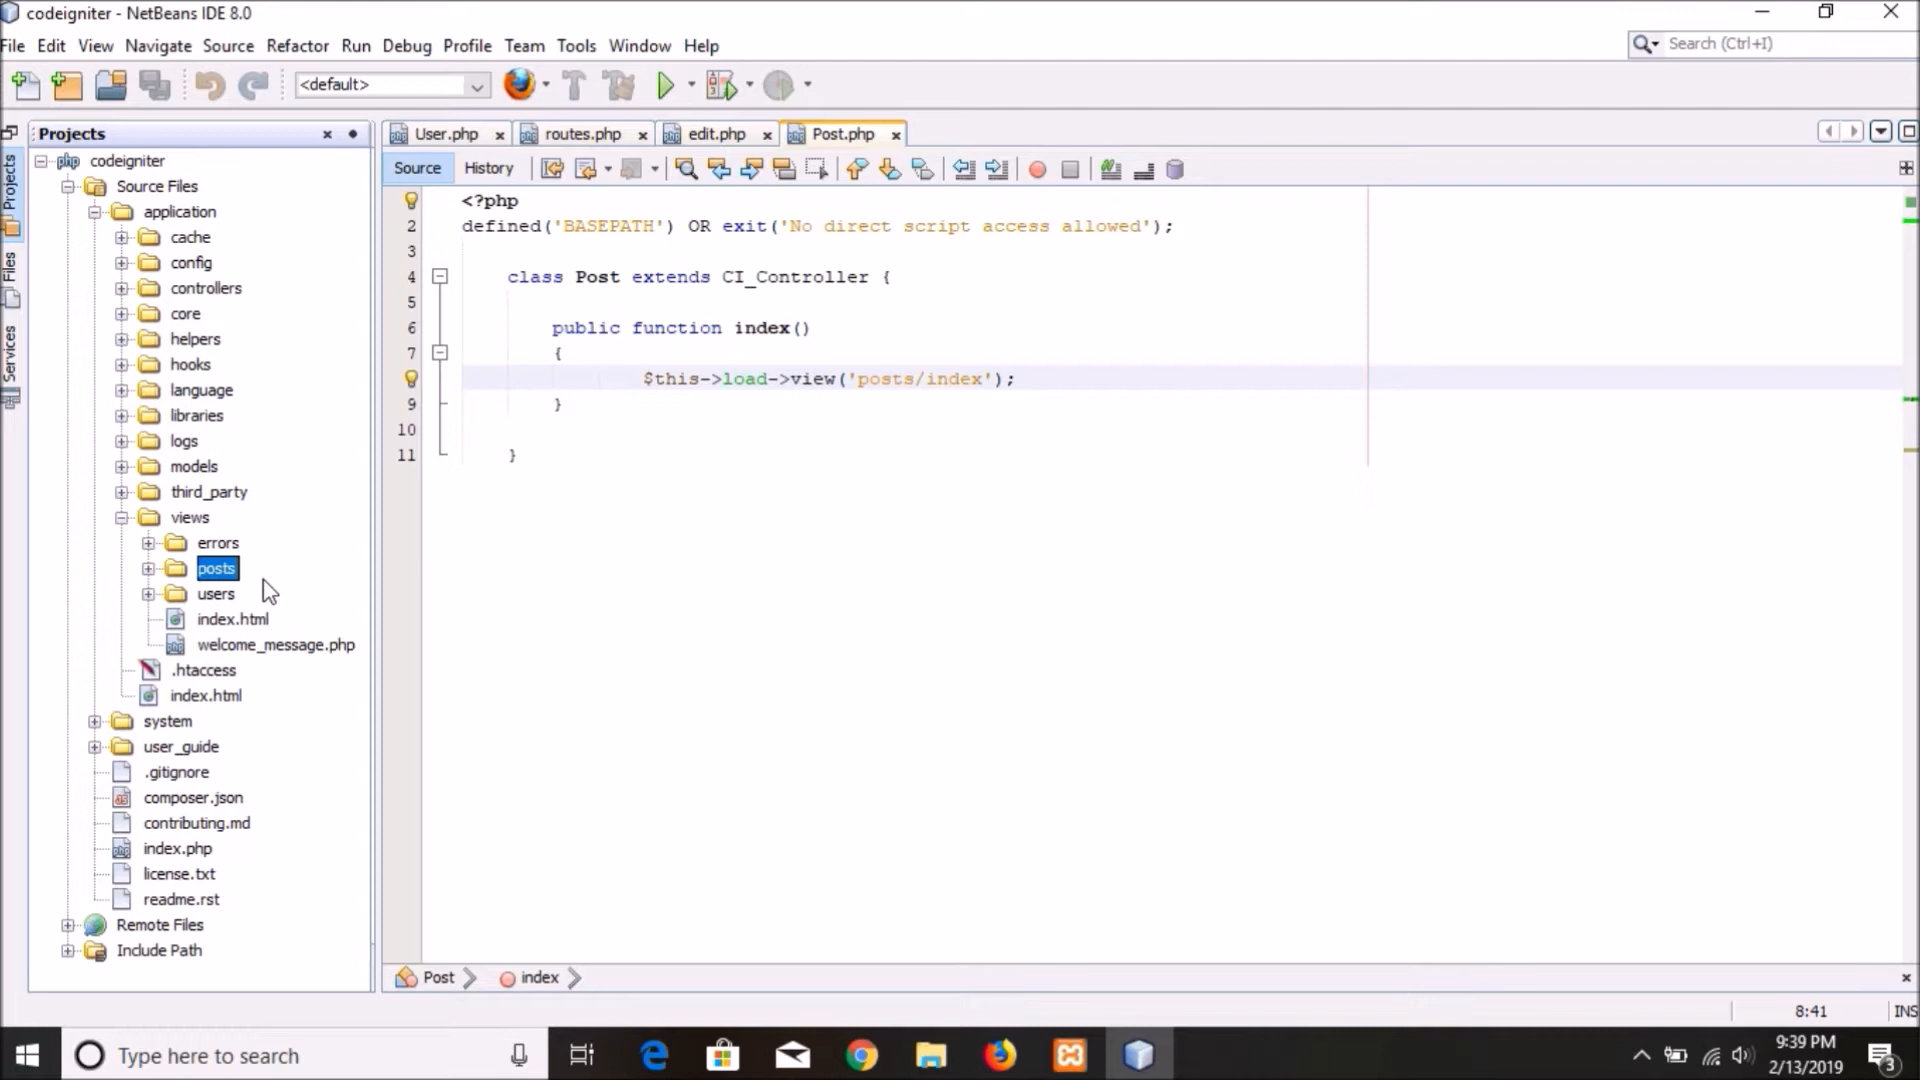 codeigniter - NetBeans IDE 8.0
File Edit View Navigate Source Refactor Run Debug Profile Team Tools Window Help
Search (Ctrl+I)
<default>
Projects
User.php
routes.php
edit.php
Post.php
Source
History
Projects
Files
Services
codeigniter
Source Files
application
cache
config
controllers
core
helpers
hooks
language
libraries
logs
models
third_party
views
errors
posts
users
index.html
welcome_message.php
.htaccess
index.html
system
user_guide
.gitignore
composer.json
contributing.md
index.php
license.txt
readme.rst
Remote Files
Include Path
<?php
2 defined('BASEPATH') OR exit('No direct script access allowed');
3
4 class Post extends CI_Controller {
5
6 public function index()
7 {
$this->load->view('posts/index');
9 }
10
11 }
Post
index
8:41
INS
Type here to search
9:39 PM
2/13/2019
3